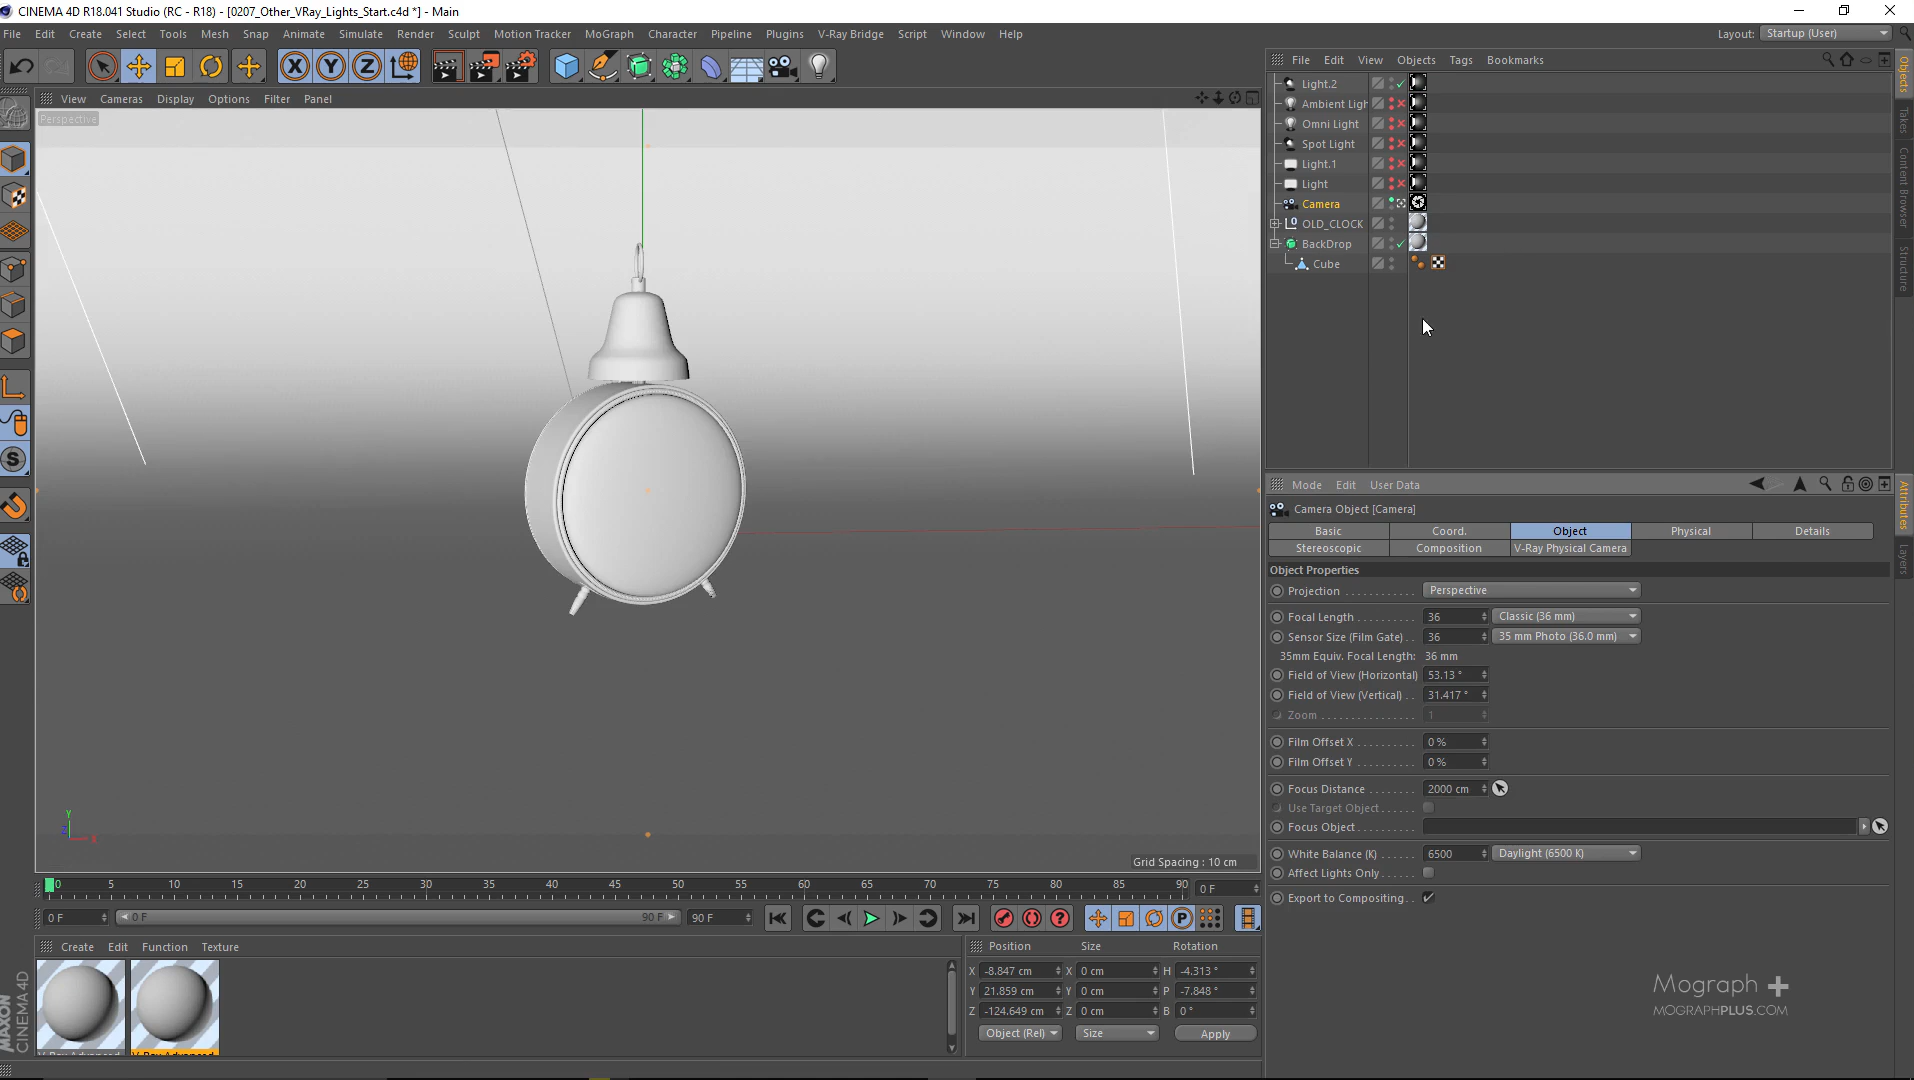 CINEMA 4D R18.041 Studio (RC - R18) - [0207_Other_VRay_Lights_Start.c4d *] - Main
File Edit Create Select Tools Mesh Snap Animate Simulate Render Sculpt Motion Tracker MoGraph Character Pipeline Plugins V-Ray Bridge Script Window Help
Layout: Startup (User)
X Y Z
View Cameras Display Options Filter Panel
Perspective
Y
Z X
Grid Spacing : 10 cm
File Edit View Objects Tags Bookmarks
Light.2
Ambient Ligh
Omni Light
Spot Light
Light.1
Light
Camera
OLD_CLOCK
BackDrop
Cube
Objects
Takes
Content Browser
Structure
Attributes
Layers
Mode Edit User Data
Camera Object [Camera]
Basic Coord. Object Physical Details
Stereoscopic Composition V-Ray Physical Camera
Object Properties
Projection Perspective
Focal Length 36 Classic (36 mm)
Sensor Size (Film Gate) 36 35 mm Photo (36.0 mm)
35mm Equiv. Focal Length: 36 mm
Field of View (Horizontal) 53.13 °
Field of View (Vertical) 31.417 °
Zoom 1
Film Offset X 0 %
Film Offset Y 0 %
Focus Distance 2000 cm
Use Target Object
Focus Object
White Balance (K) 6500 Daylight (6500 K)
Affect Lights Only
Export to Compositing
0 5 10 15 20 25 30 35 40 45 50 55 60 65 70 75 80 85 90 0 F
0 F 0 F 90 F 90 F
Create Edit Function Texture
V-Ray Advanced V-Ray Advanced
Position Size Rotation
X -8.847 cm X 0 cm H -4.313 °
Y 21.859 cm Y 0 cm P -7.848 °
Z -124.649 cm Z 0 cm B 0 °
Object (Rel) Size Apply
MAXON
CINEMA 4D
Mograph +
MOGRAPHPLUS.COM